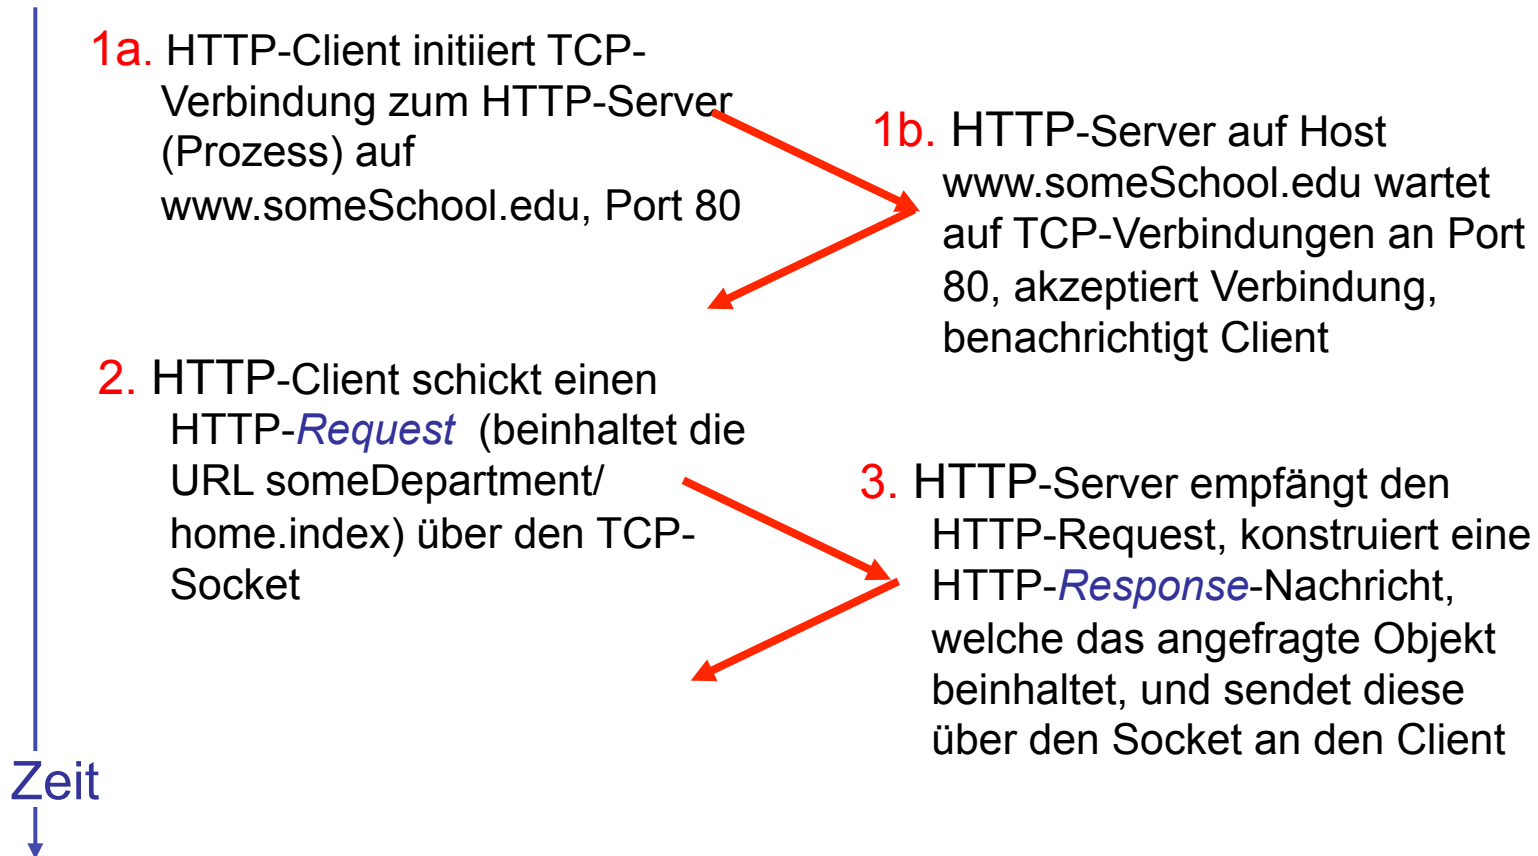 1a. HTTP-Client initiiert TCP-
Verbindung zum HTTP-Server
(Prozess) auf
www.someSchool.edu, Port 80
1b. HTTP-Server auf Host
www.someSchool.edu wartet
auf TCP-Verbindungen an Port
80, akzeptiert Verbindung,
benachrichtigt Client
2. HTTP-Client schickt einen
HTTP-Request (beinhaltet die
URL someDepartment/
home.index) über den TCP-
Socket
3. HTTP-Server empfängt den
HTTP-Request, konstruiert eine
HTTP-Response-Nachricht,
welche das angefragte Objekt
beinhaltet, und sendet diese
über den Socket an den Client
Zeit